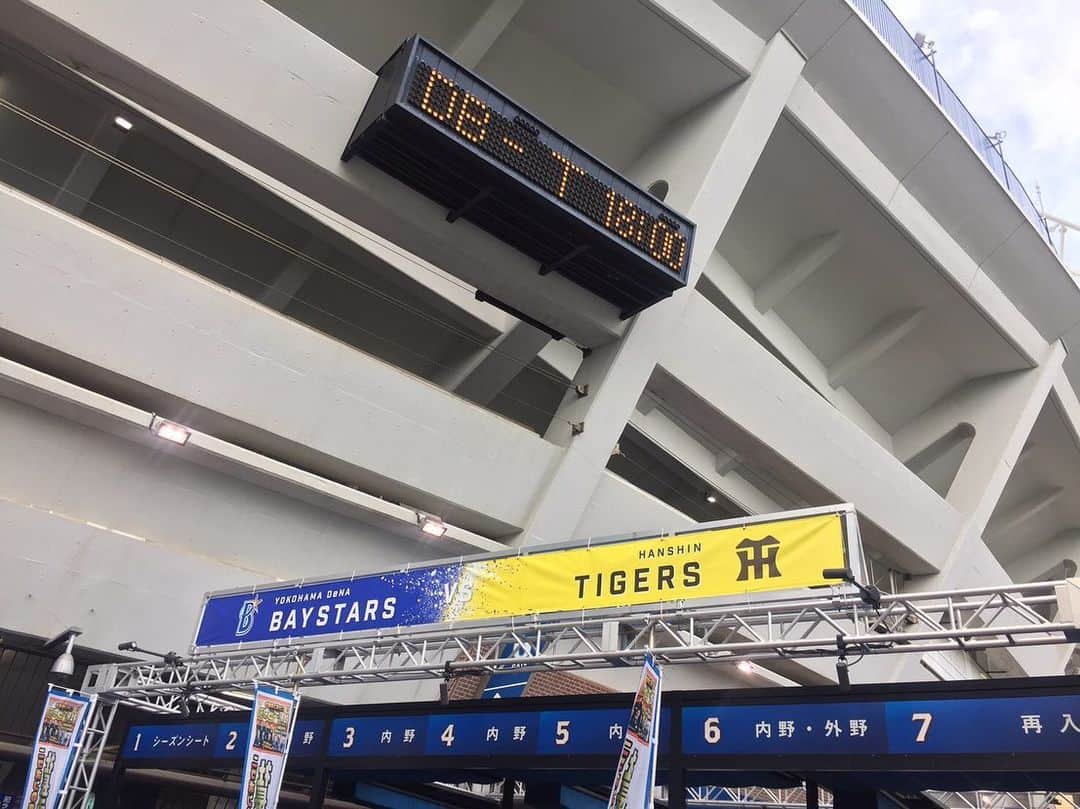 DB - T 18:00
YOKOHAMA DeNA
BAYSTARS
VS
HANSHIN
TIGERS
1 シーズンシート
2 野
3 内野
4 内野
5 内
6 内野・外野
7 再入